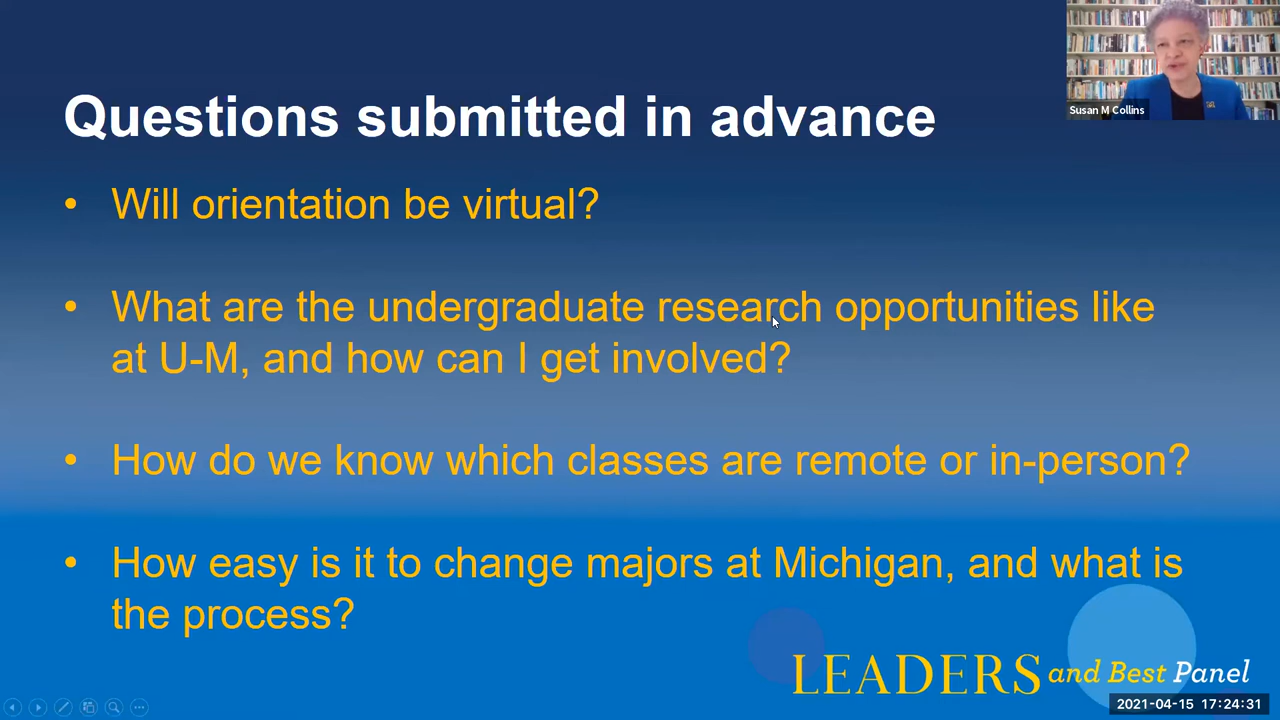 Questions submitted in advance
Susan M Collins
• Will orientation be virtual?
• What are the undergraduate research opportunities like
at U-M, and how can I get involved?
• How do we know which classes are remote or in-person?
• How easy is it to change majors at Michigan, and what is
the process?
LEADERS and Best Panel
2021-04-15 17:24:31